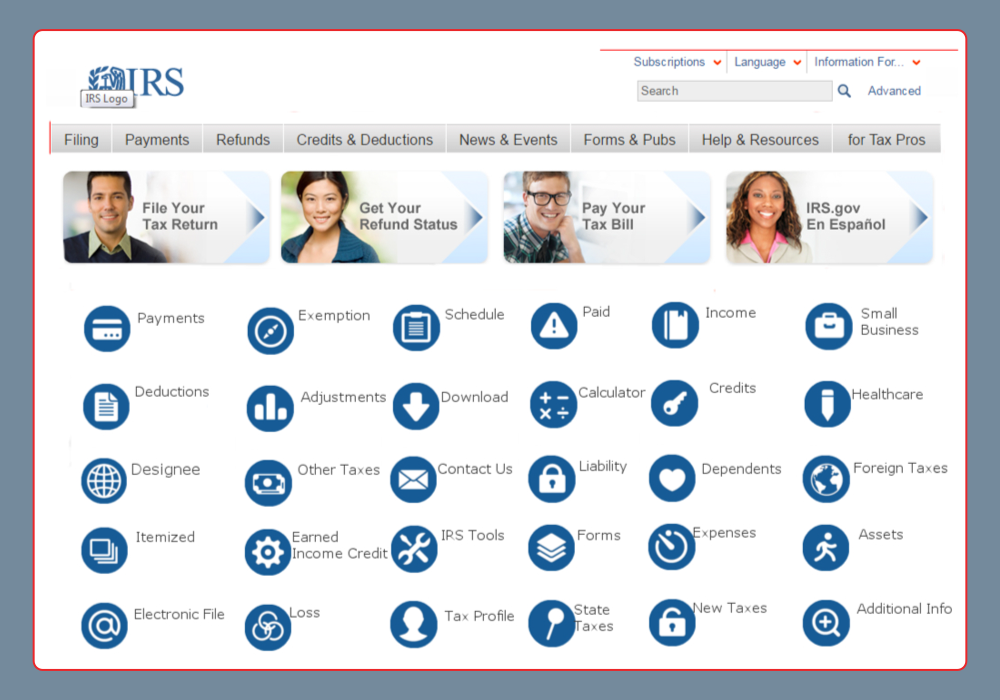 Subscriptions Language Information For...
IRS
IRS Logo
Search Advanced
Filing Payments Refunds Credits & Deductions News & Events Forms & Pubs Help & Resources for Tax Pros
File Your
Tax Return
Get Your
Refund Status
Pay Your
Tax Bill
IRS.gov
En Español
Payments
Exemption
Schedule
Paid
Income
Small
Business
Deductions
Adjustments
Download
Calculator
Credits
Healthcare
Designee
Other Taxes
Contact Us
Liability
Dependents
Foreign Taxes
Itemized
Earned
Income Credit
IRS Tools
Forms
Expenses
Assets
Electronic File
Loss
Tax Profile
State
Taxes
New Taxes
Additional Info